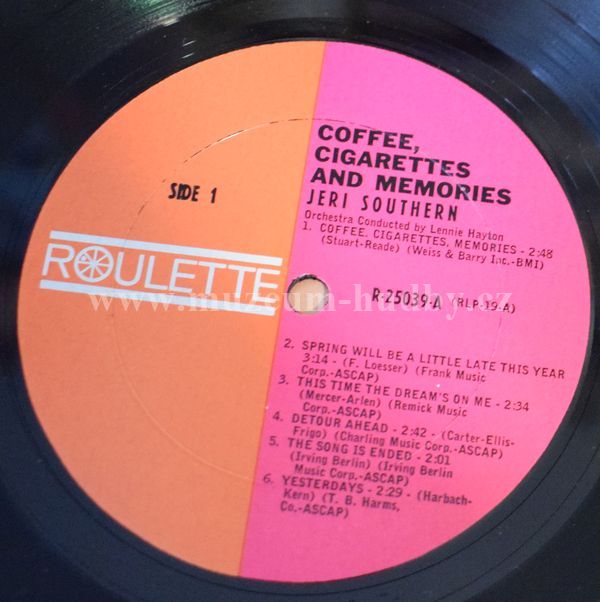 COFFEE,
CIGARETTES
AND MEMORIES
SIDE 1
JERI SOUTHERN
Orchestra Conducted by Lennie Hayton
1. COFFEE, CIGARETTES, MEMORIES - 2:48
(Stuart-Reade) (Weiss & Barry Inc.-BMI)
ROULETTE
www.muzeum-hudby.cz
R-25039-A (RLP-19-A)
2. SPRING WILL BE A LITTLE LATE THIS YEAR
3:14 - (F. Loesser) (Frank Music
Corp.-ASCAP)
3. THIS TIME THE DREAM'S ON ME - 2:34
(Mercer-Arlen) (Remick Music
Corp.-ASCAP)
4. DETOUR AHEAD - 2:42 - (Carter-Ellis-
Frigo) (Charling Music Corp.-ASCAP)
5. THE SONG IS ENDED - 2:01
(Irving Berlin) (Irving Berlin
Music Corp.-ASCAP)
6. YESTERDAYS - 2:29 - (Harbach-
Kern) (T. B. Harms,
Co.-ASCAP)